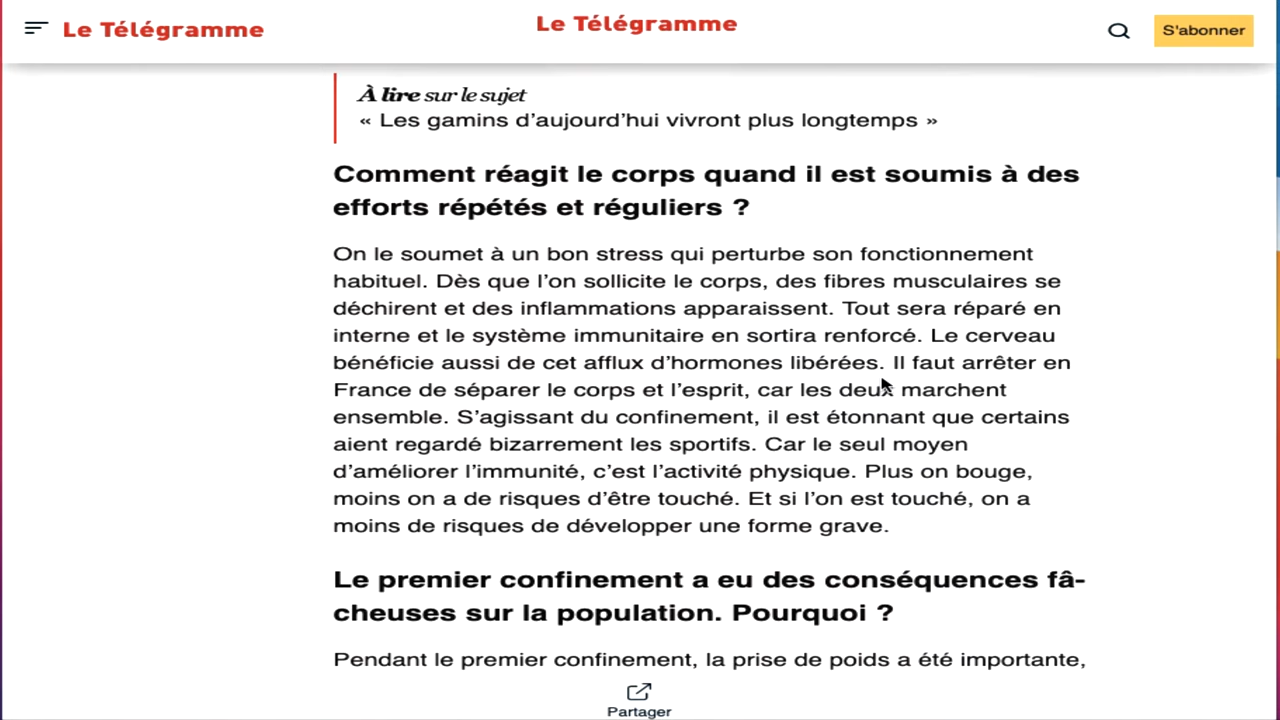 Le Télégramme
Le Télégramme
S'abonner
À lire sur le sujet
« Les gamins d’aujourd’hui vivront plus longtemps »
Comment réagit le corps quand il est soumis à des
efforts répétés et réguliers ?
On le soumet à un bon stress qui perturbe son fonctionnement
habituel. Dès que l’on sollicite le corps, des fibres musculaires se
déchirent et des inflammations apparaissent. Tout sera réparé en
interne et le système immunitaire en sortira renforcé. Le cerveau
bénéficie aussi de cet afflux d’hormones libérées. Il faut arrêter en
France de séparer le corps et l’esprit, car les deux marchent
ensemble. S’agissant du confinement, il est étonnant que certains
aient regardé bizarrement les sportifs. Car le seul moyen
d’améliorer l’immunité, c’est l’activité physique. Plus on bouge,
moins on a de risques d’être touché. Et si l’on est touché, on a
moins de risques de développer une forme grave.
Le premier confinement a eu des conséquences fâ-
cheuses sur la population. Pourquoi ?
Pendant le premier confinement, la prise de poids a été importante,
Partager